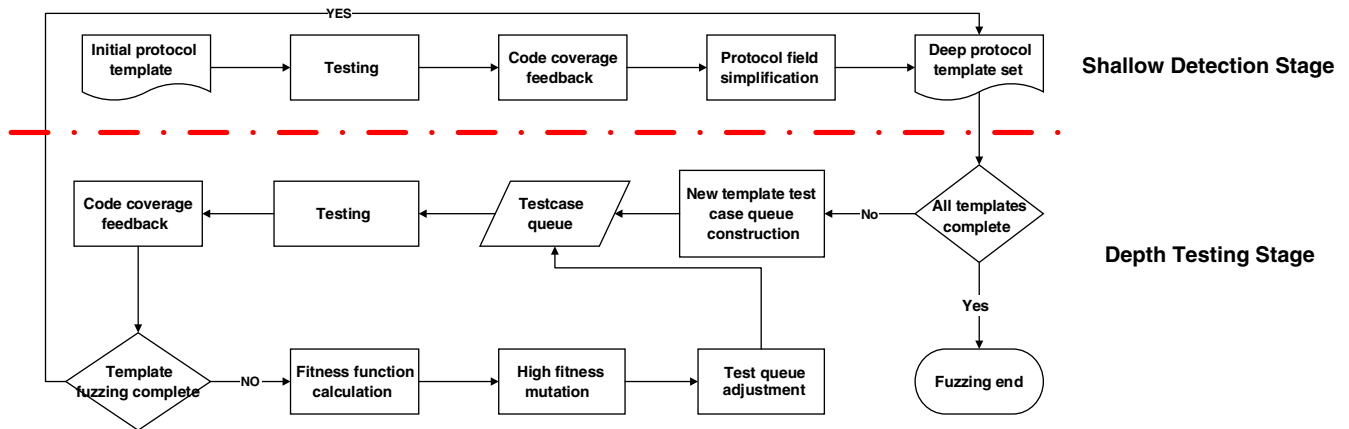 YES
Initial protocol
template
Testing
Code coverage
feedback
Protocol field
simplification
Deep protocol
template set
Shallow Detection Stage
Code coverage
feedback
Testing
Testcase
queue
New template test
case queue
construction
No
All templates
complete
Depth Testing Stage
Yes
Template
fuzzing complete
NO
Fitness function
calculation
High fitness
mutation
Test queue
adjustment
Fuzzing end